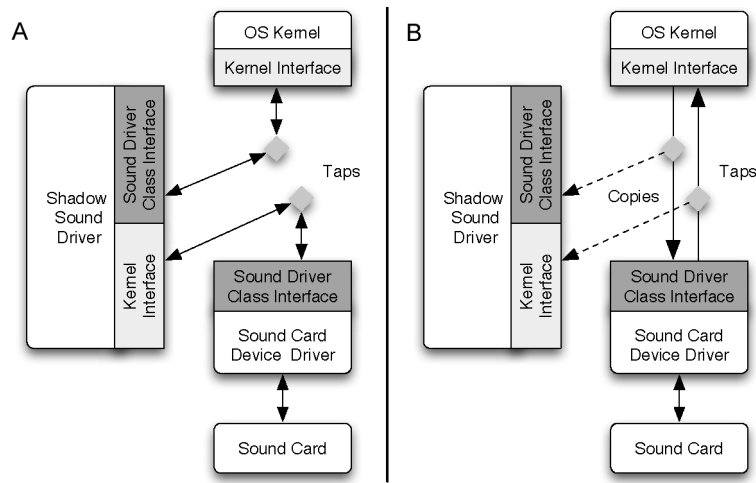 A
OS Kernel
Kernel Interface
Sound Driver
Class Interface
Kernel
Interface
Shadow
Sound
Driver
Taps
Sound Driver
Class Interface
Sound Card
Device Driver
Sound Card
B
OS Kernel
Kernel Interface
Sound Driver
Class Interface
Kernel
Interface
Shadow
Sound
Driver
Copies
Taps
Sound Driver
Class Interface
Sound Card
Device Driver
Sound Card